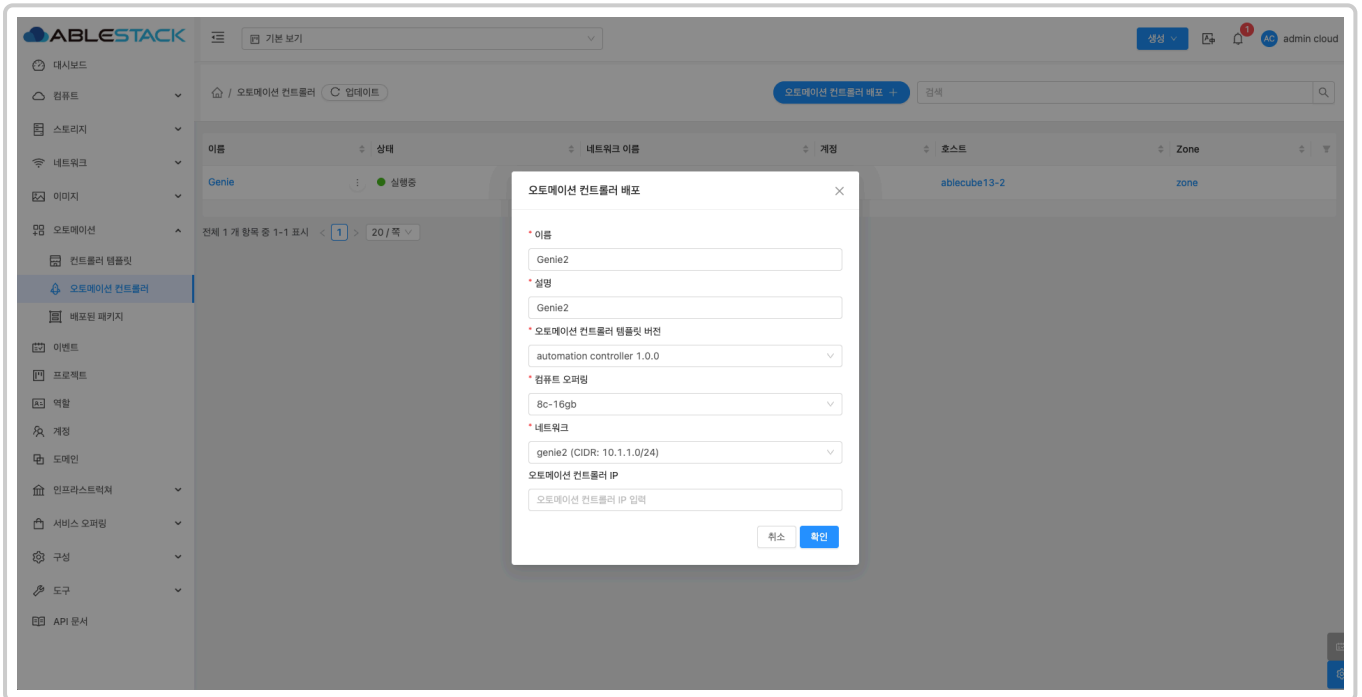 ABLESTACK
기본 보기
생성
1
AC
admin cloud
대시보드
컴퓨트
스토리지
네트워크
이미지
오토메이션
컨트롤러 템플릿
오토메이션 컨트롤러
배포된 패키지
이벤트
프로젝트
역할
계정
도메인
인프라스트럭쳐
서비스 오퍼링
구성
도구
API 문서
/ 오토메이션 컨트롤러 업데이트
오토메이션 컨트롤러 배포 +
검색
이름 상태 네트워크 이름 계정 호스트 Zone
Genie 실행중 ablecube13-2 zone
전체 1 개 항목 중 1-1 표시 < 1 > 20 / 쪽
오토메이션 컨트롤러 배포
* 이름
Genie2
* 설명
Genie2
* 오토메이션 컨트롤러 템플릿 버전
automation controller 1.0.0
* 컴퓨트 오퍼링
8c-16gb
* 네트워크
genie2 (CIDR: 10.1.1.0/24)
오토메이션 컨트롤러 IP
오토메이션 컨트롤러 IP 입력
취소 확인